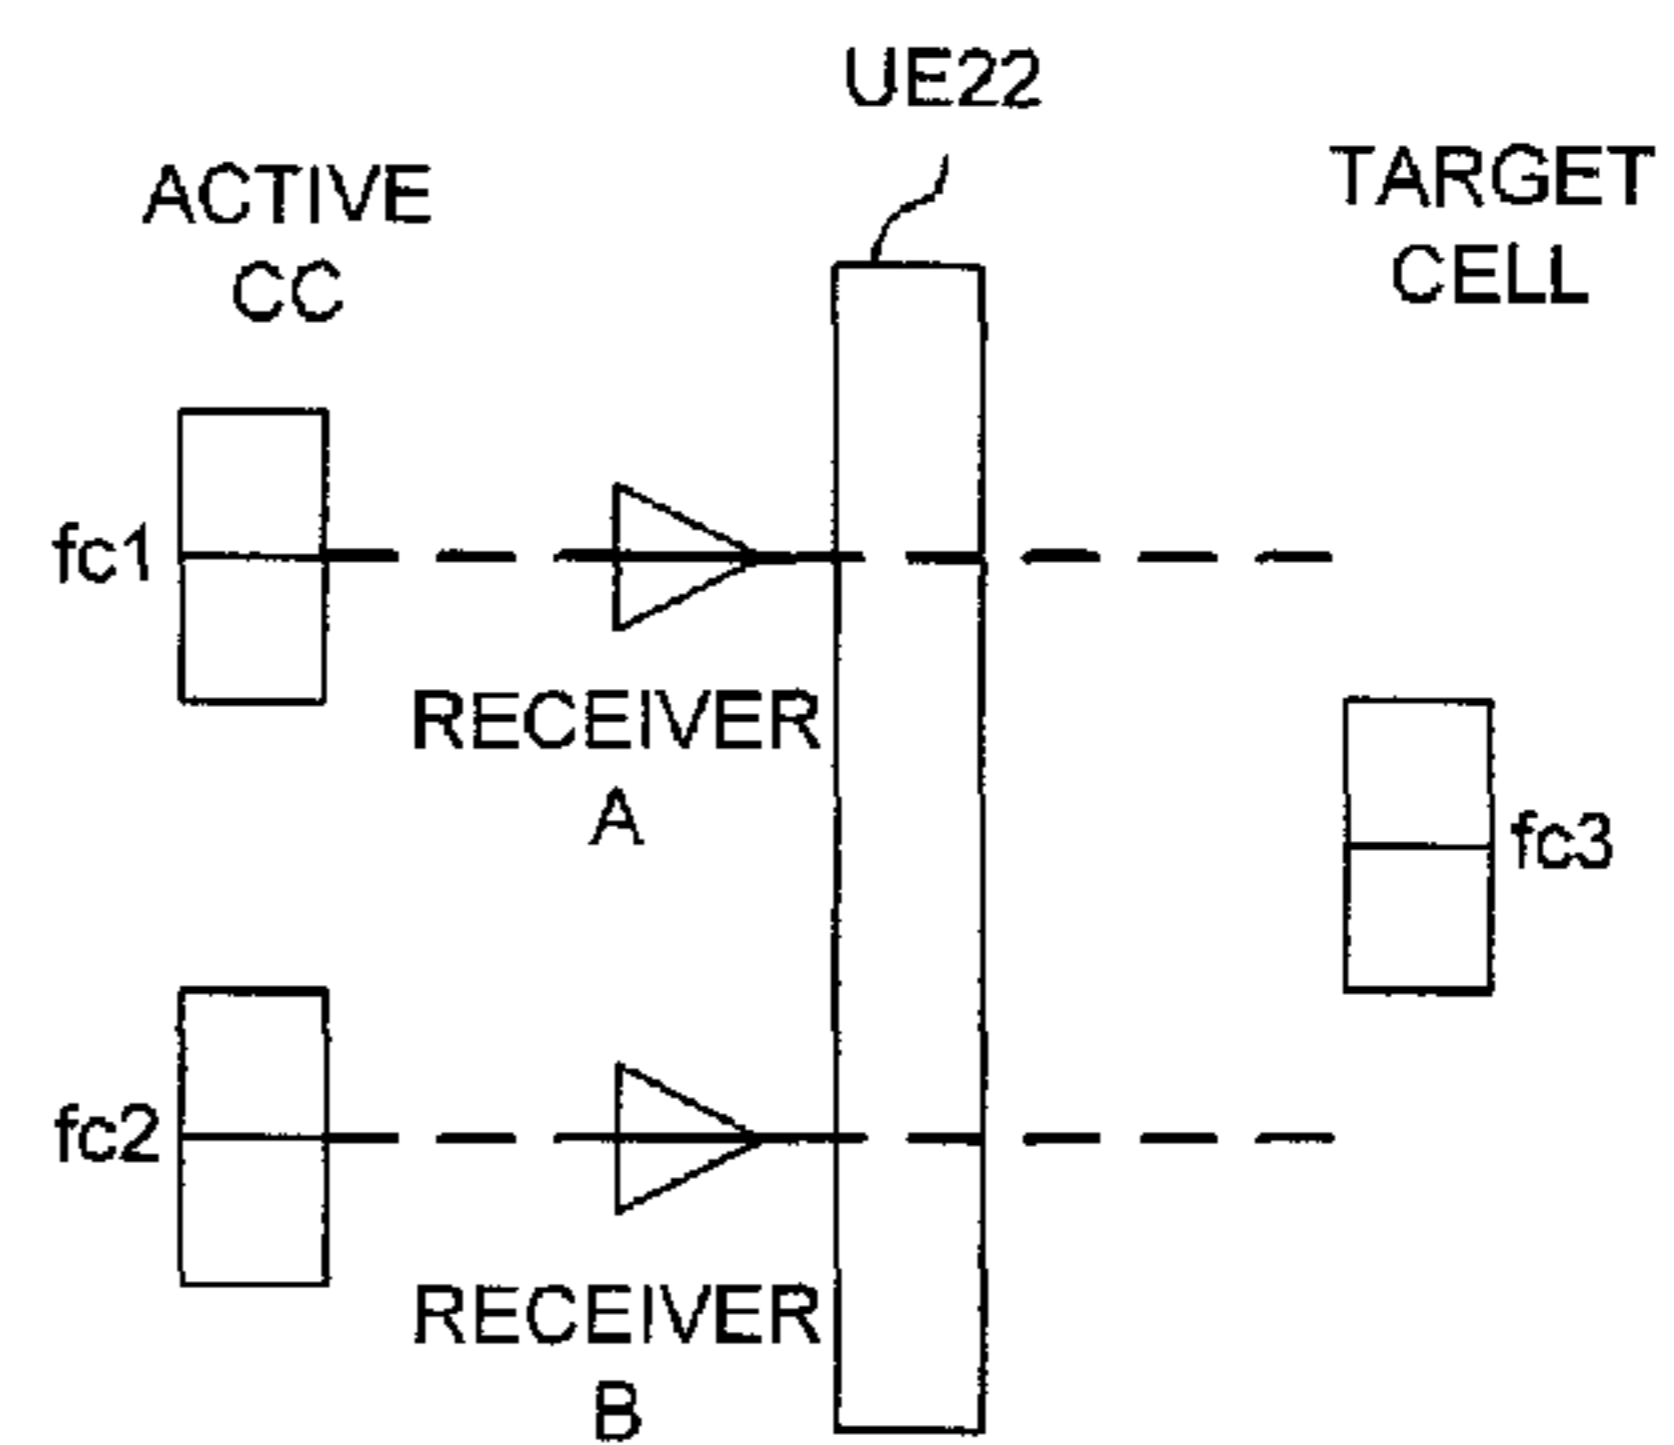 UE22
ACTIVE
CC
TARGET
CELL
fc1
RECEIVER
A
fc3
fc2
RECEIVER
B